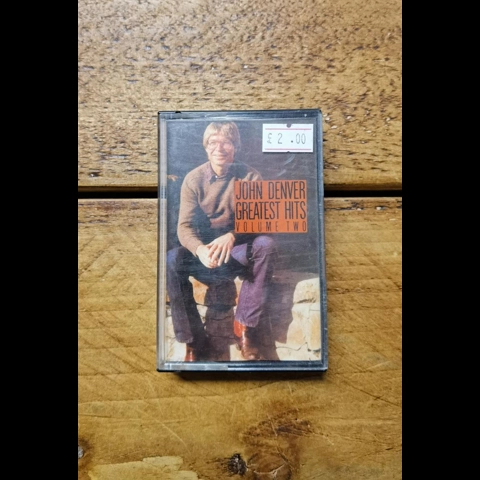 £2.00
JOHN DENVER
GREATEST HITS
VOLUME TWO